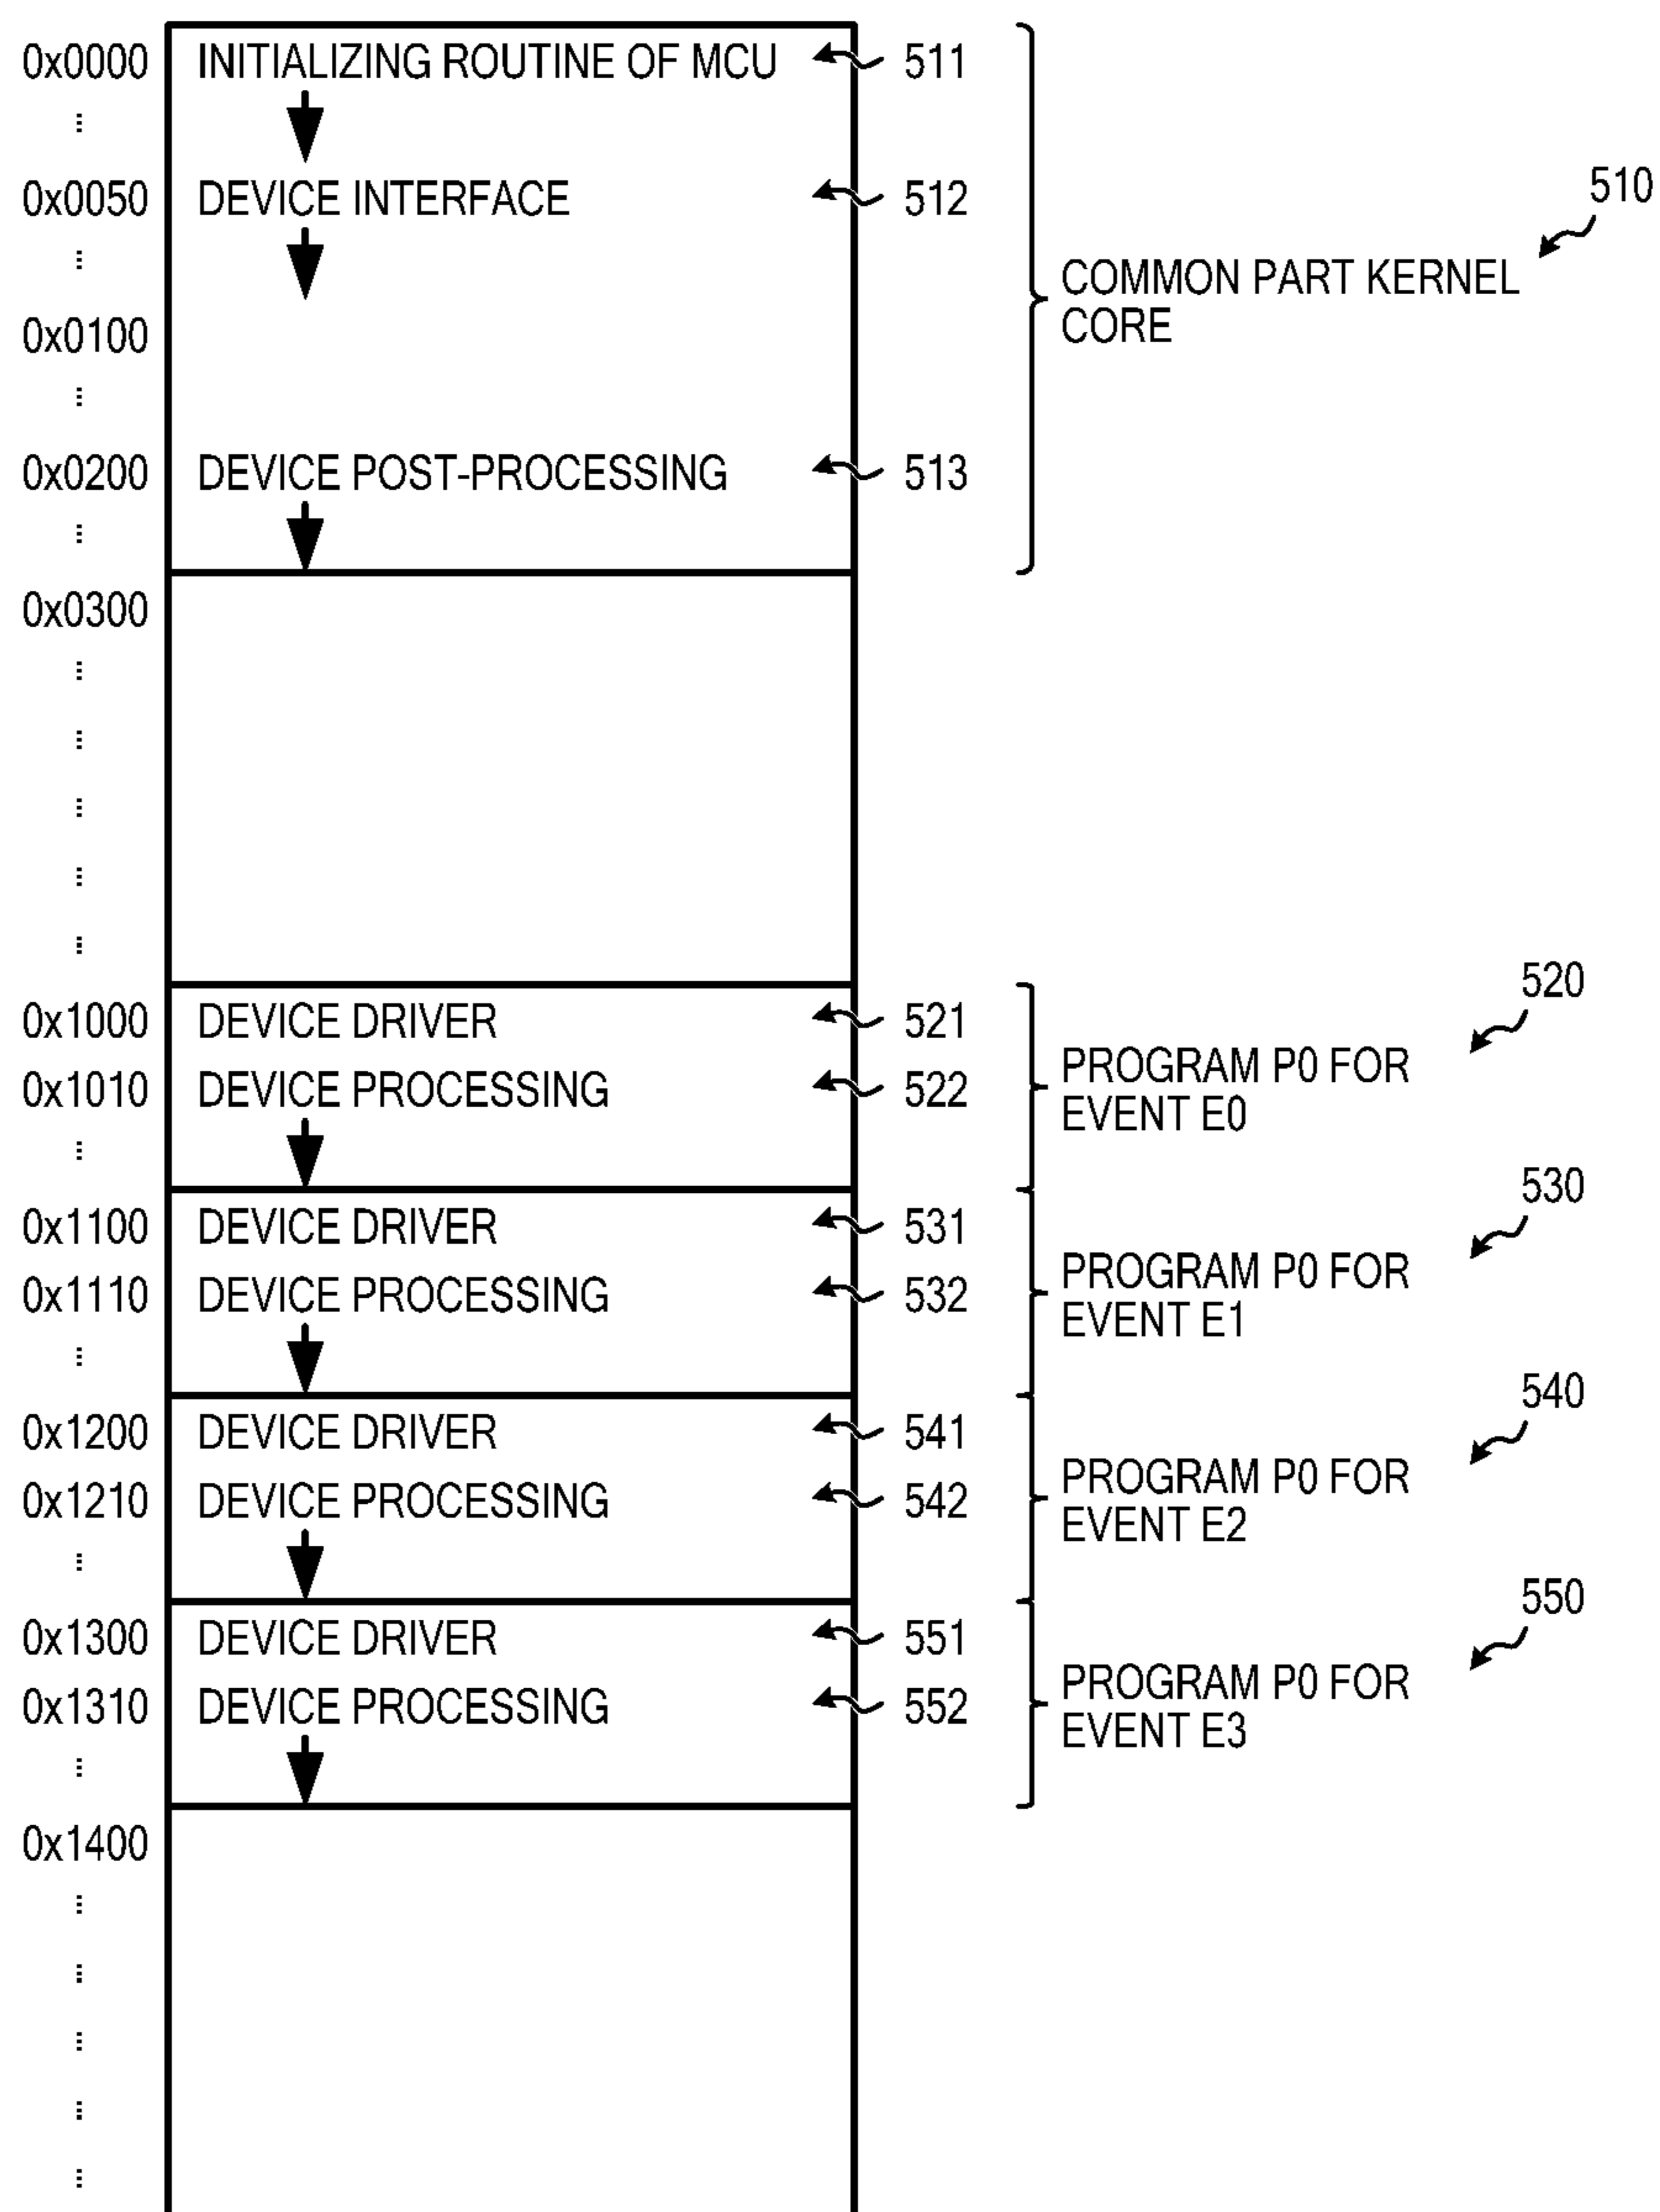 0x0000 INITIALIZING ROUTINE OF MCU 511
⋮
510
0x0050 DEVICE INTERFACE 512
⋮
COMMON PART KERNEL
CORE
0x0100
⋮
0x0200 DEVICE POST-PROCESSING 513
⋮
0x0300
⋮
⋮
⋮
⋮
⋮
520
0x1000 DEVICE DRIVER 521
PROGRAM P0 FOR
EVENT E0
0x1010 DEVICE PROCESSING 522
⋮
530
0x1100 DEVICE DRIVER 531
PROGRAM P0 FOR
EVENT E1
0x1110 DEVICE PROCESSING 532
⋮
540
0x1200 DEVICE DRIVER 541
PROGRAM P0 FOR
EVENT E2
0x1210 DEVICE PROCESSING 542
⋮
550
0x1300 DEVICE DRIVER 551
PROGRAM P0 FOR
EVENT E3
0x1310 DEVICE PROCESSING 552
⋮
0x1400
⋮
⋮
⋮
⋮
⋮